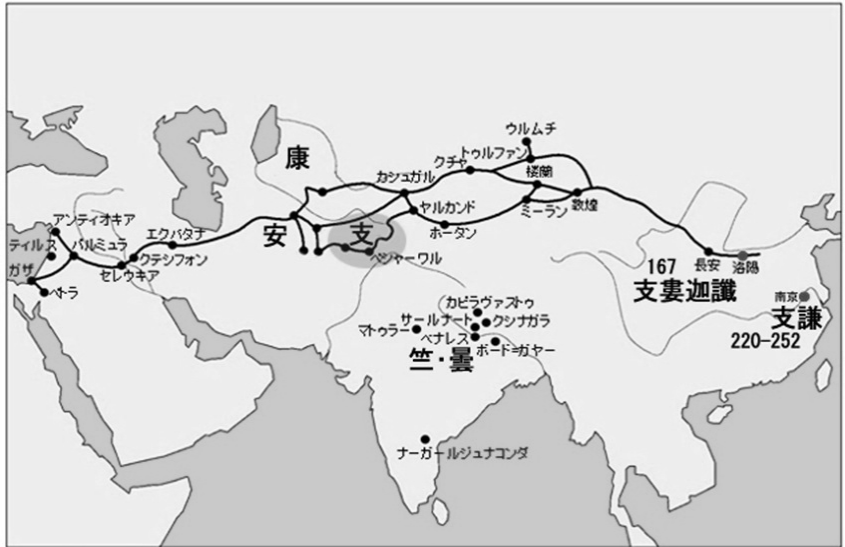 ウルムチ
トゥルファン
クチャ
楼蘭
康
カシュガル
敦煌
ヤルカンド
ミーラン
アンティオキア
エクバタナ
安
支
ホータン
ティルス
パルミュラ
クテシフォン
ペシャーワル
ガザ
セレウキア
長安
洛陽
167
支婁迦讖
ペトラ
南京
支謙
220-252
カピラヴァストゥ
サールナート
クシナガラ
マトゥラー
ベナレス
ボード=ガヤー
竺・曇
ナーガールジュナコンダ